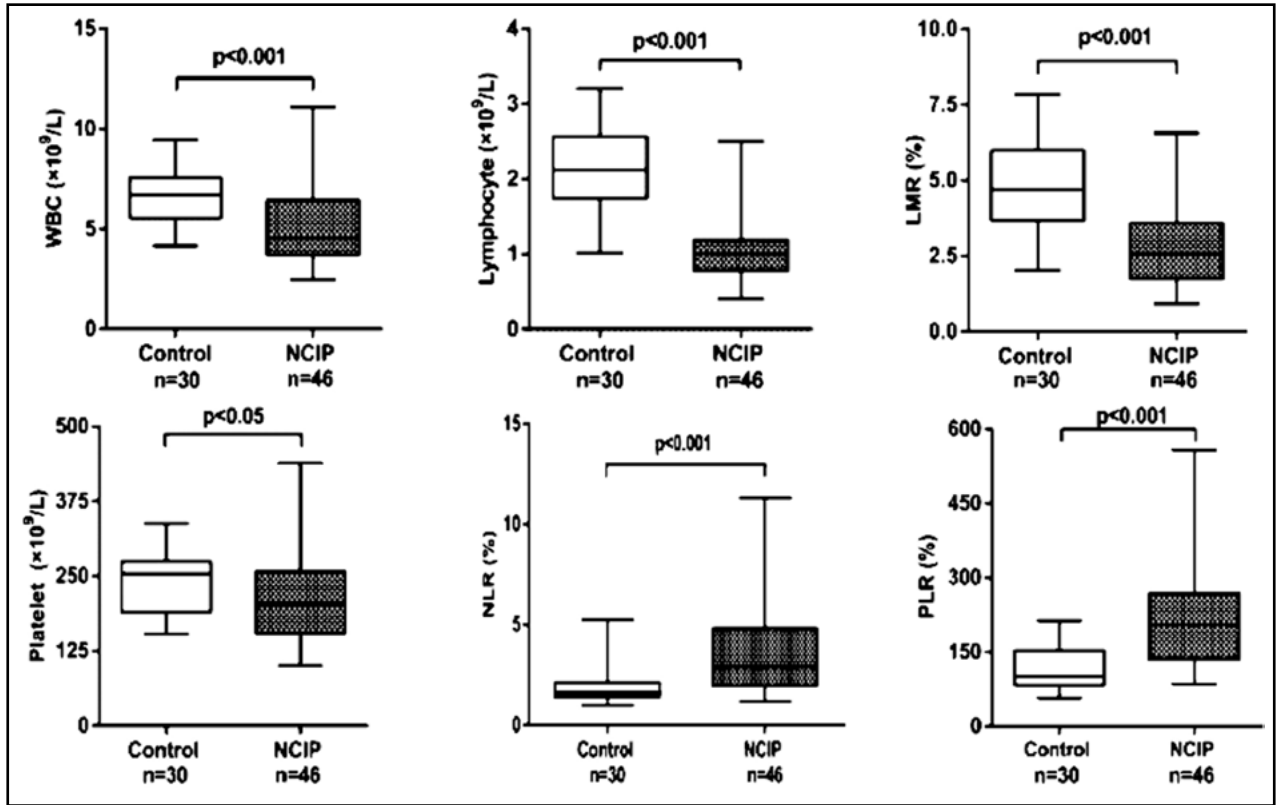 15
10
5
0
WBC (×10⁹/L)
p<0.001
Control
n=30
NCIP
n=46
4
3
2
1
0
Lymphocyte (×10⁹/L)
p<0.001
Control
n=30
NCIP
n=46
10.0
7.5
5.0
2.5
0.0
LMR (%)
p<0.001
Control
n=30
NCIP
n=46
500
375
250
125
0
Platelet (×10⁹/L)
p<0.05
Control
n=30
NCIP
n=46
15
10
5
0
NLR (%)
p<0.001
Control
n=30
NCIP
n=46
600
450
300
150
0
PLR (%)
p<0.001
Control
n=30
NCIP
n=46